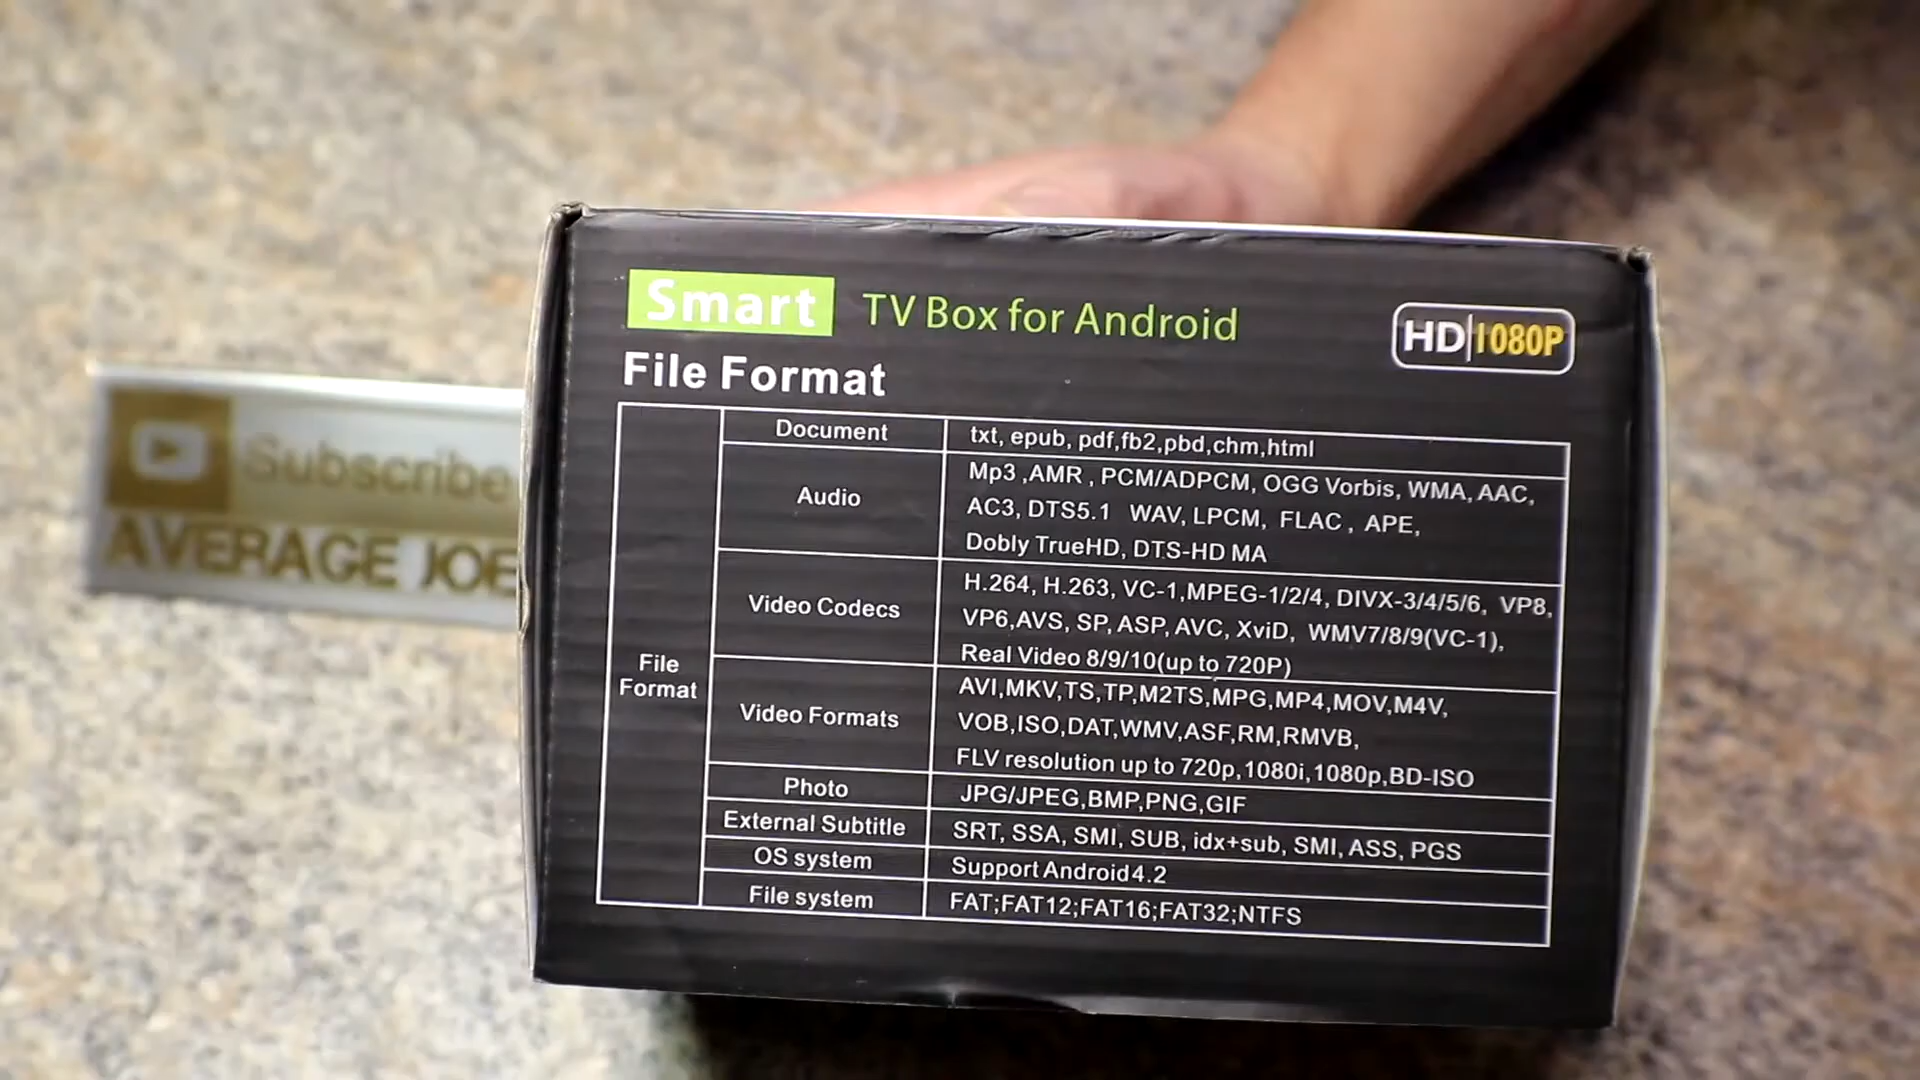 Smart TV Box for Android
HD|1080P
File Format
Document txt, epub, pdf,fb2,pbd,chm,html
Audio Mp3 ,AMR , PCM/ADPCM, OGG Vorbis, WMA, AAC,
AC3, DTS5.1 WAV, LPCM, FLAC , APE,
Dobly TrueHD, DTS-HD MA
Video Codecs H.264, H.263, VC-1,MPEG-1/2/4, DIVX-3/4/5/6, VP8,
VP6,AVS, SP, ASP, AVC, XviD, WMV7/8/9(VC-1),
Real Video 8/9/10(up to 720P)
File
Format
Video Formats AVI,MKV,TS,TP,M2TS,MPG,MP4,MOV,M4V,
VOB,ISO,DAT,WMV,ASF,RM,RMVB,
FLV resolution up to 720p,1080i,1080p,BD-ISO
Photo JPG/JPEG,BMP,PNG,GIF
External Subtitle SRT, SSA, SMI, SUB, idx+sub, SMI, ASS, PGS
OS system Support Android4.2
File system FAT;FAT12;FAT16;FAT32;NTFS
Subscribe
AVERAGE JOE